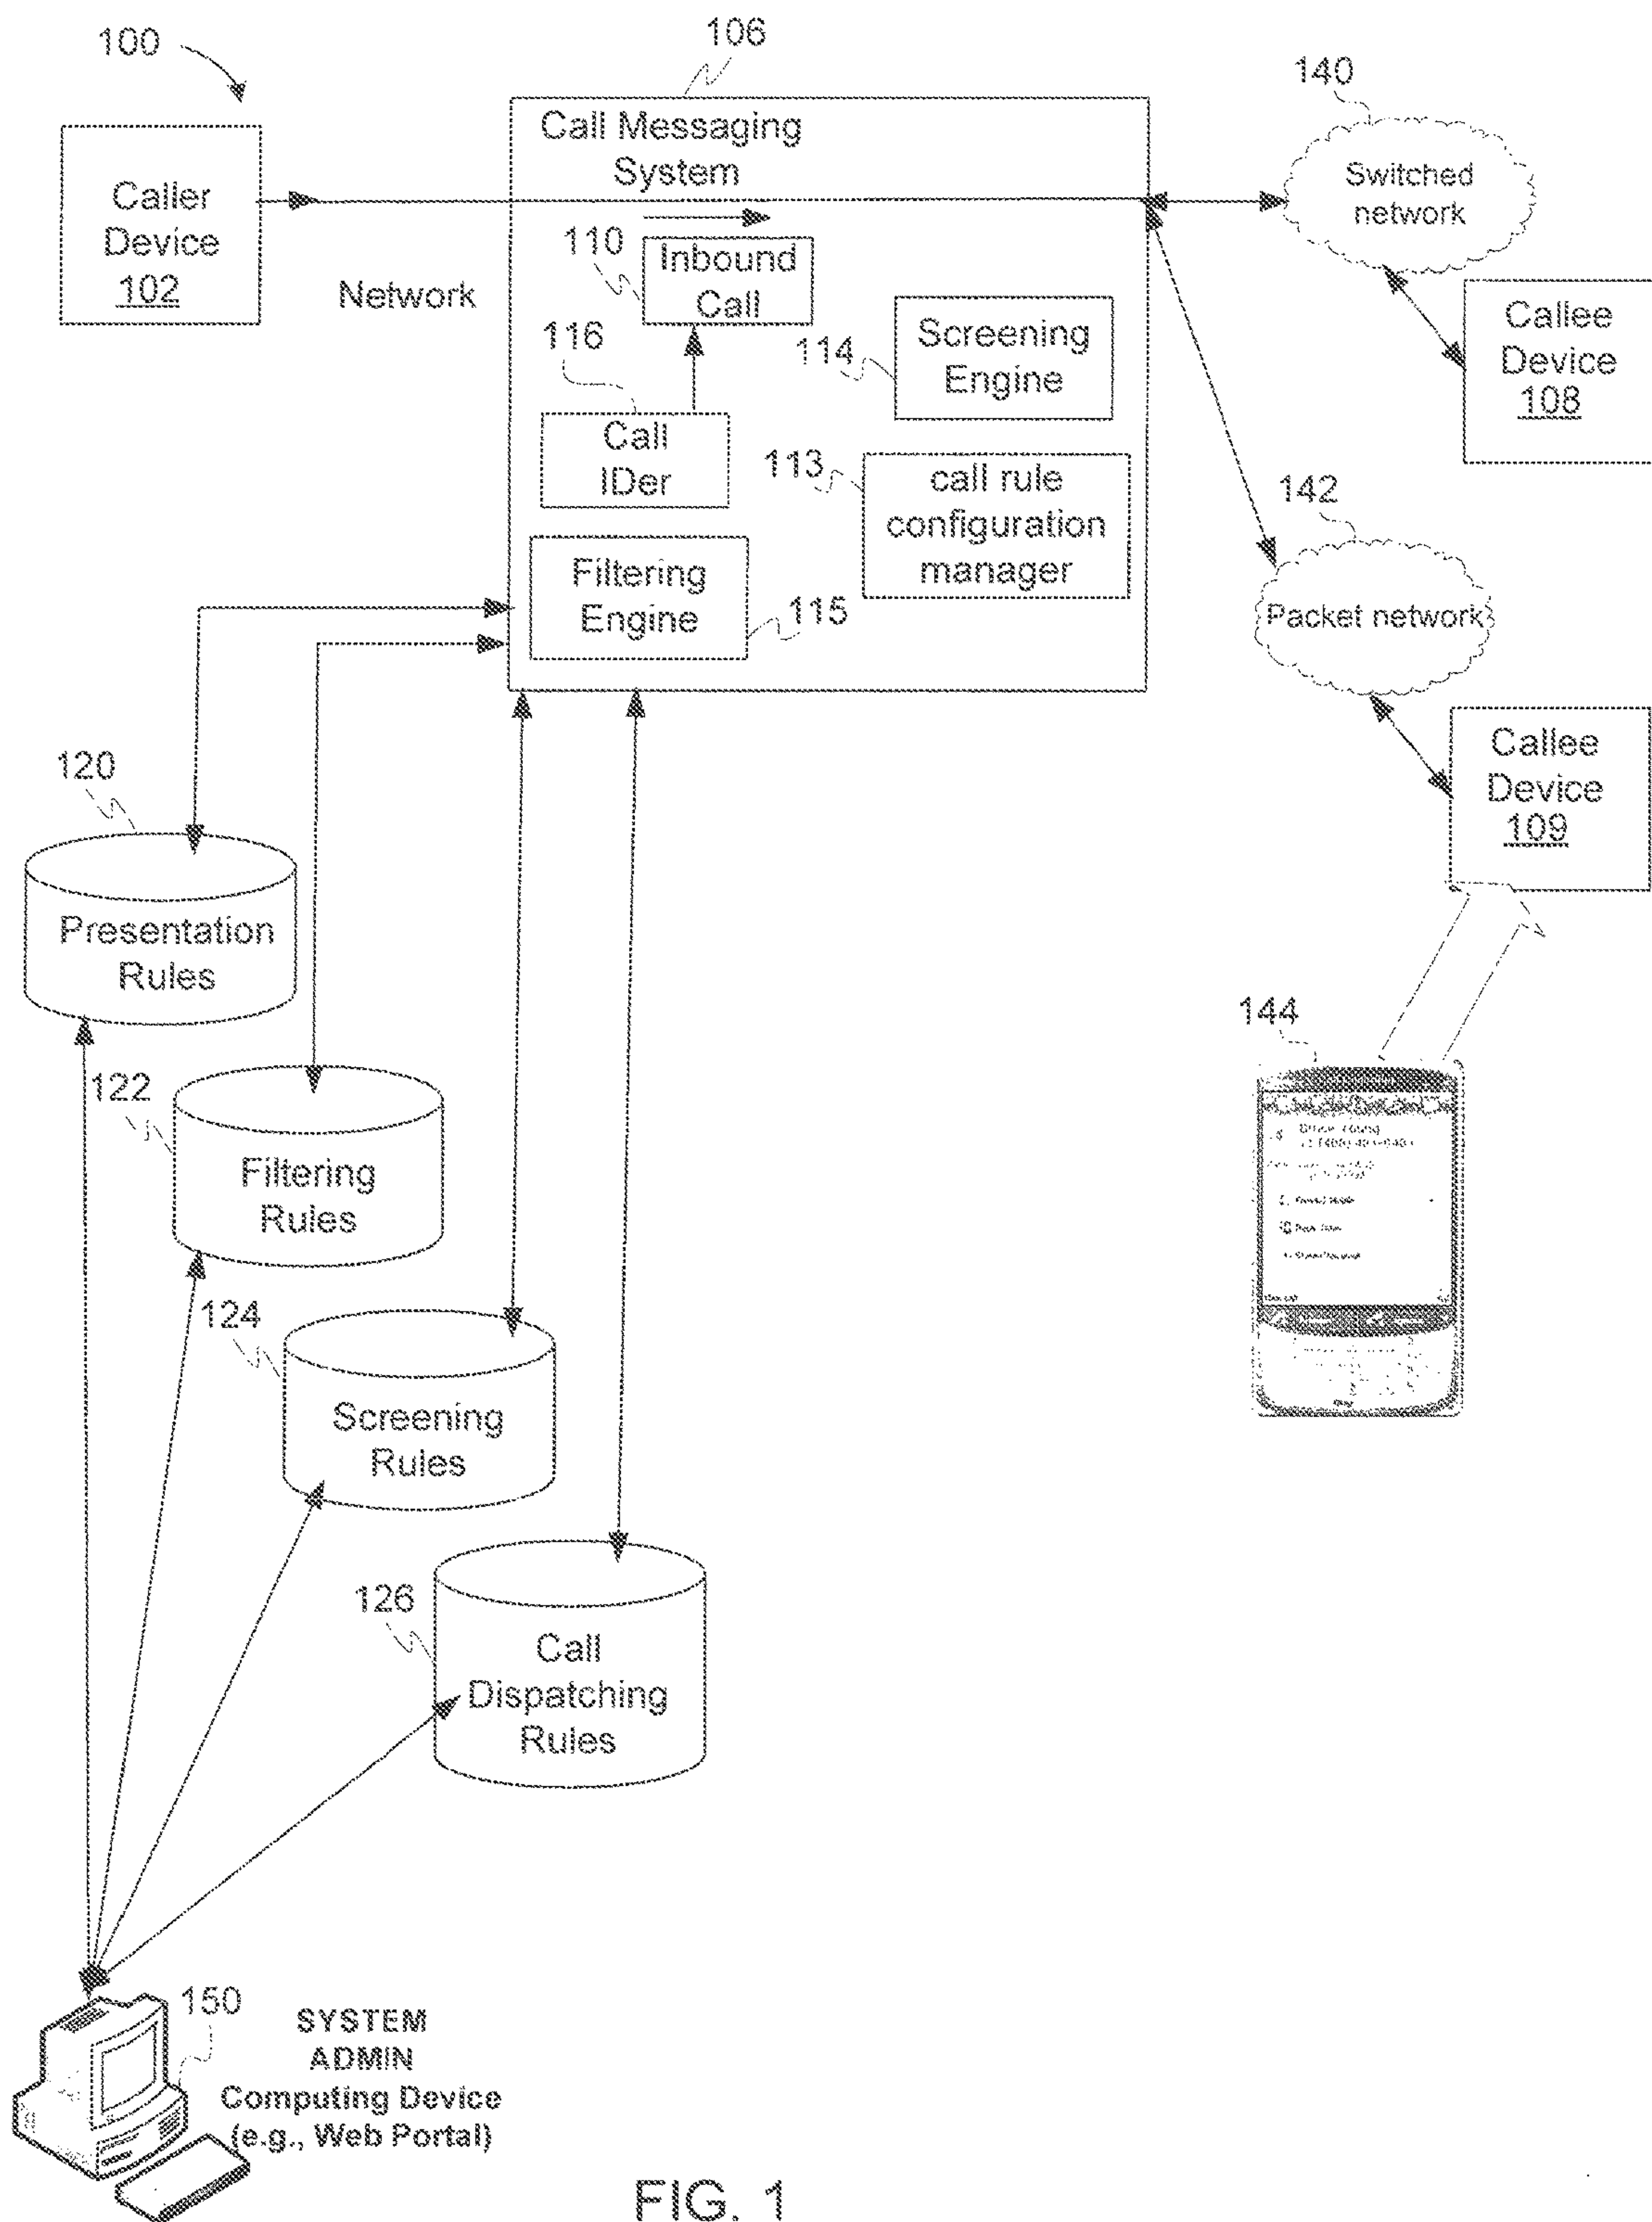 100
106
140
Call Messaging
System
Caller
Device
102
Switched
network
110
Inbound
Call
Network
Callee
Device
108
116
114
Screening
Engine
Call
IDer
113
call rule
configuration
manager
142
Filtering
Engine
115
Packet network
120
Callee
Device
109
Presentation
Rules
144
122
Filtering
Rules
124
Screening
Rules
126
Call
Dispatching
Rules
150
SYSTEM
ADMIN
Computing Device
(e.g., Web Portal)
FIG. 1